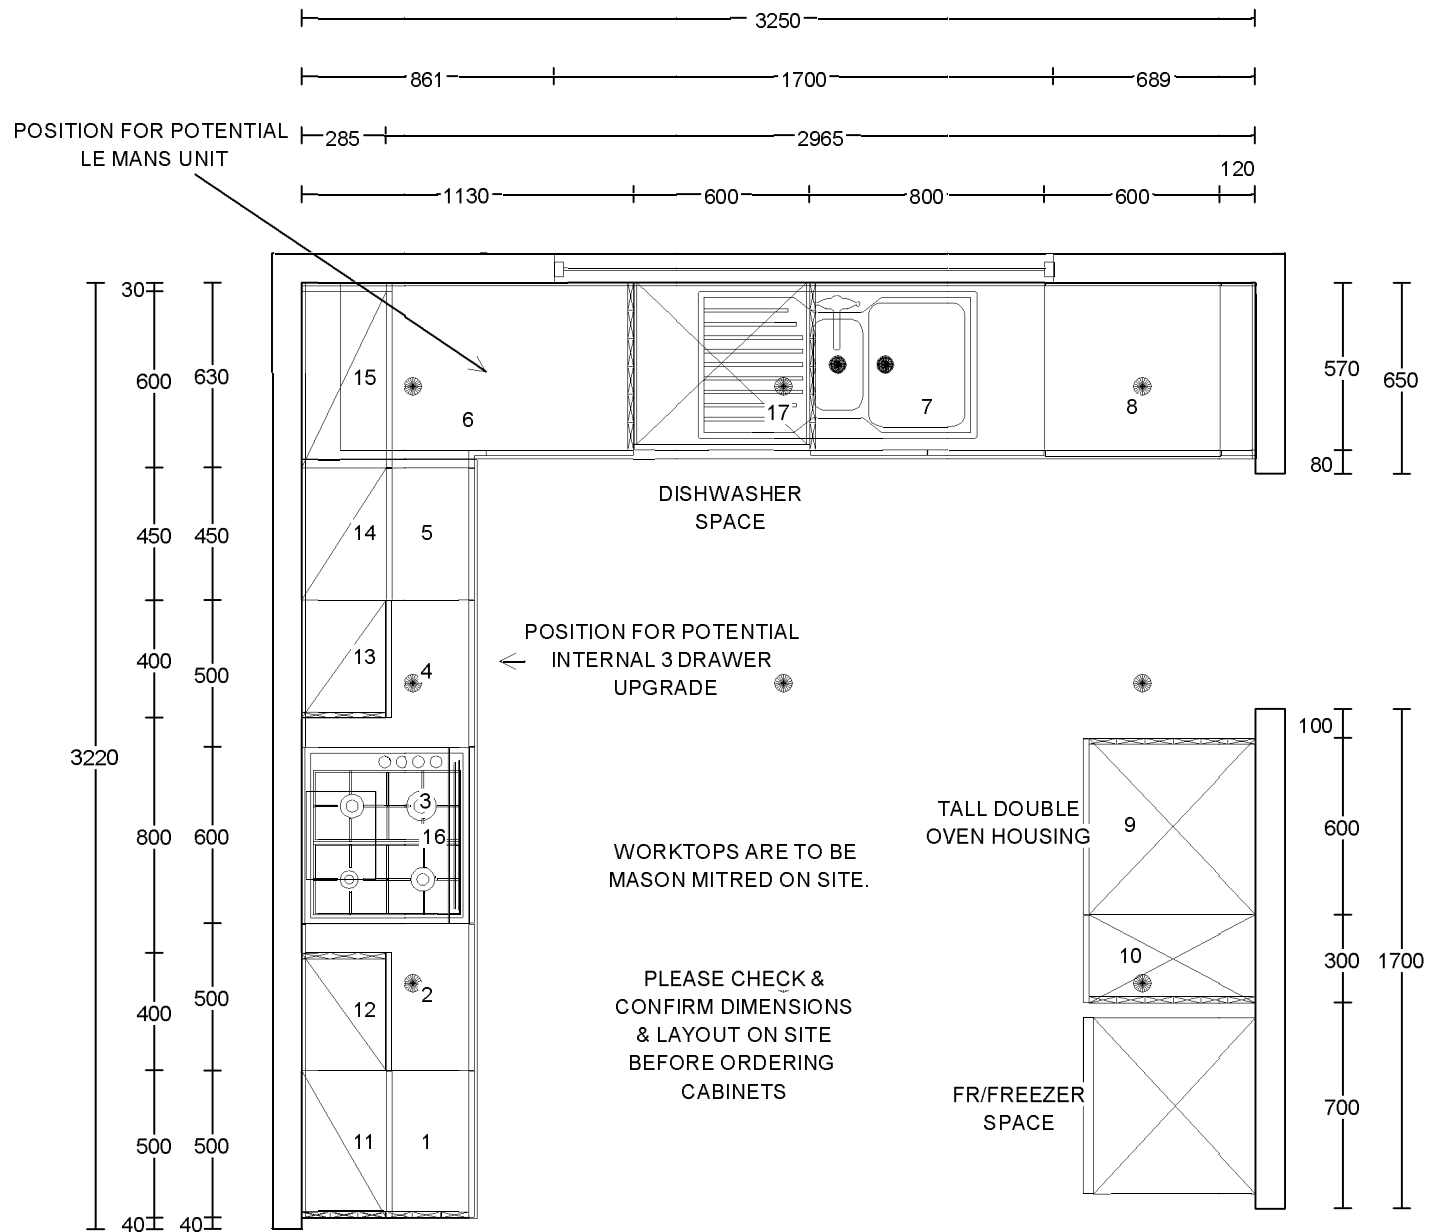 3250
861 1700 689
POSITION FOR POTENTIAL
LE MANS UNIT
285 2965
120
1130 600 800 600
30
600 630
15
6
17
7
8
570
650
80
DISHWASHER
SPACE
450 450
14 5
POSITION FOR POTENTIAL
INTERNAL 3 DRAWER
UPGRADE
400 500
13 4
3220
100
800 600
3
16
TALL DOUBLE
OVEN HOUSING
9
600
WORKTOPS ARE TO BE
MASON MITRED ON SITE.
10
300 1700
PLEASE CHECK &
CONFIRM DIMENSIONS
& LAYOUT ON SITE
BEFORE ORDERING
CABINETS
400 500
12 2
FR/FREEZER
SPACE
700
500 500
11 1
40 40